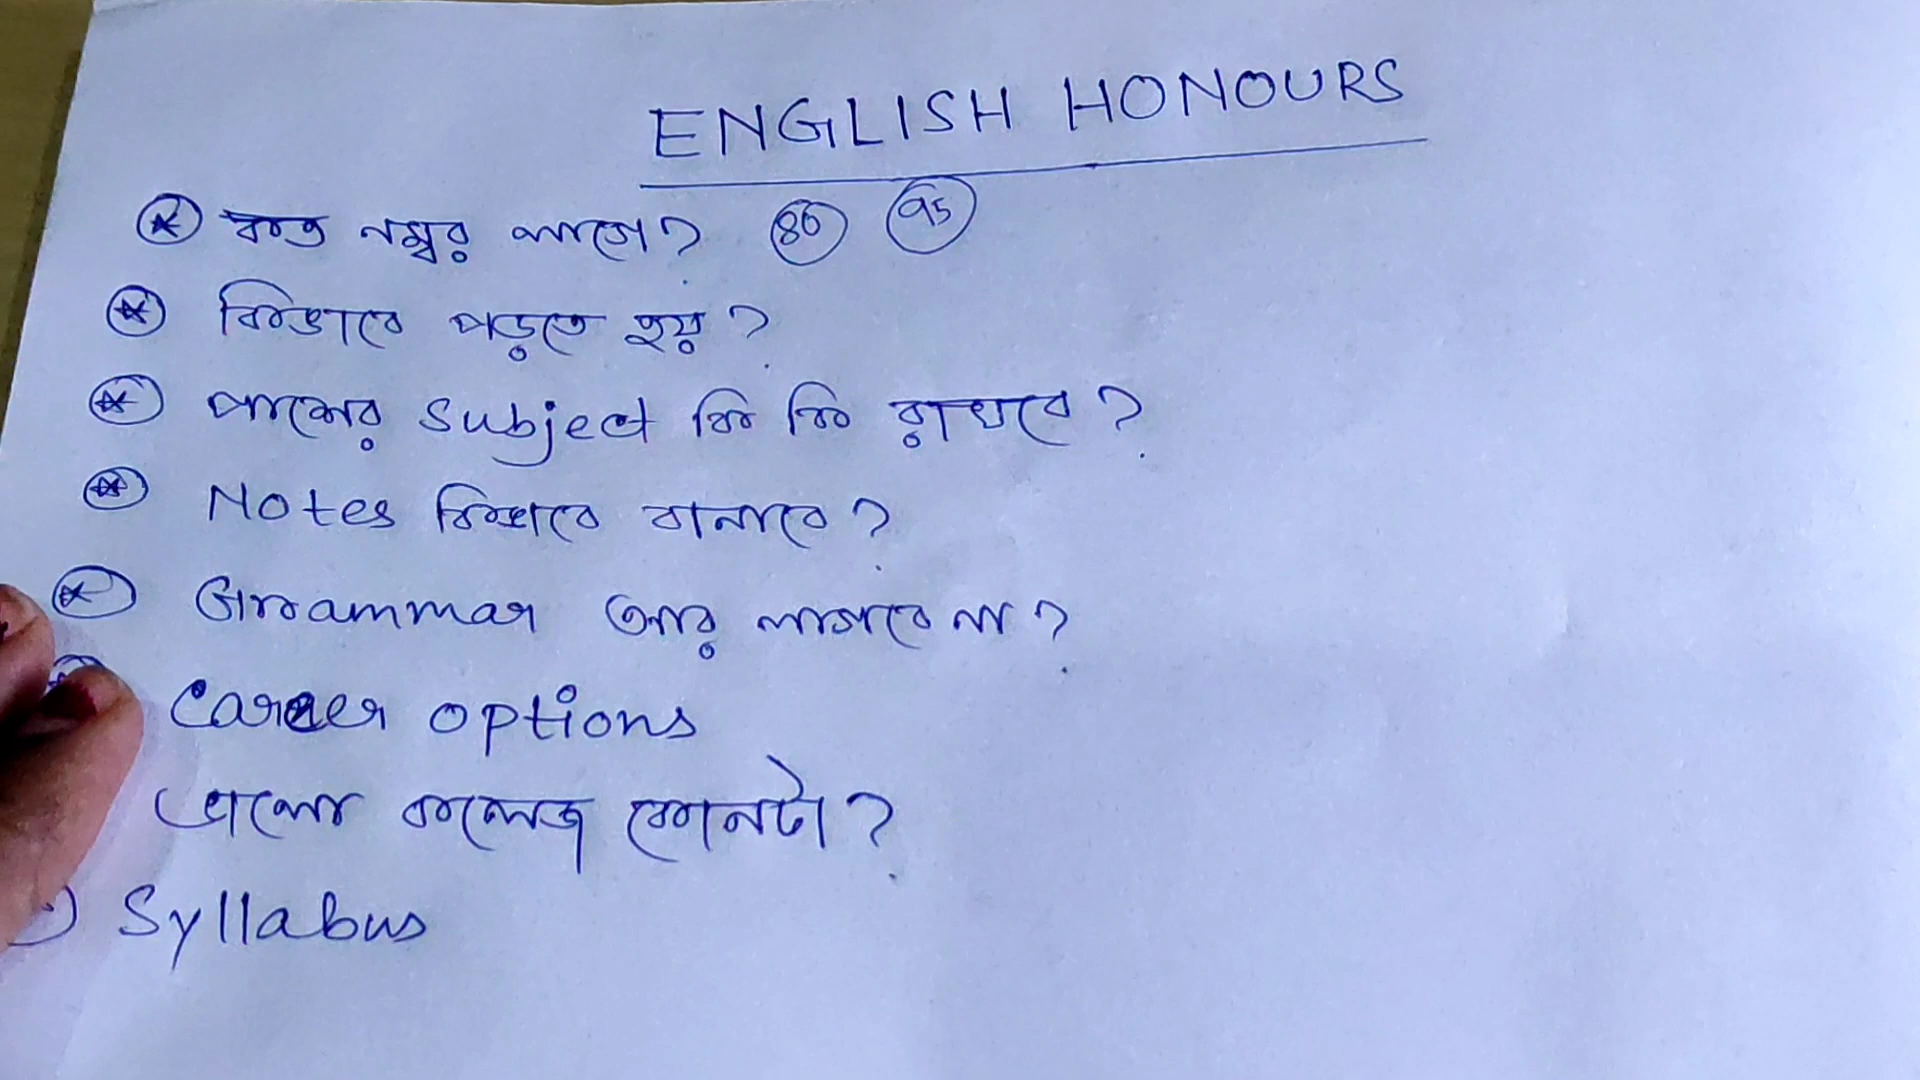 ENGLISH HONOURS
কত নম্বর লাগে? 80 95
কিভাবে পড়তে হয়?
পাশের Subject কি কি রাখবে?
Notes কিভাবে বানাবে?
Grammar আর লাগবে না?
Career options
ভালো কলেজ কোনটা?
Syllabus